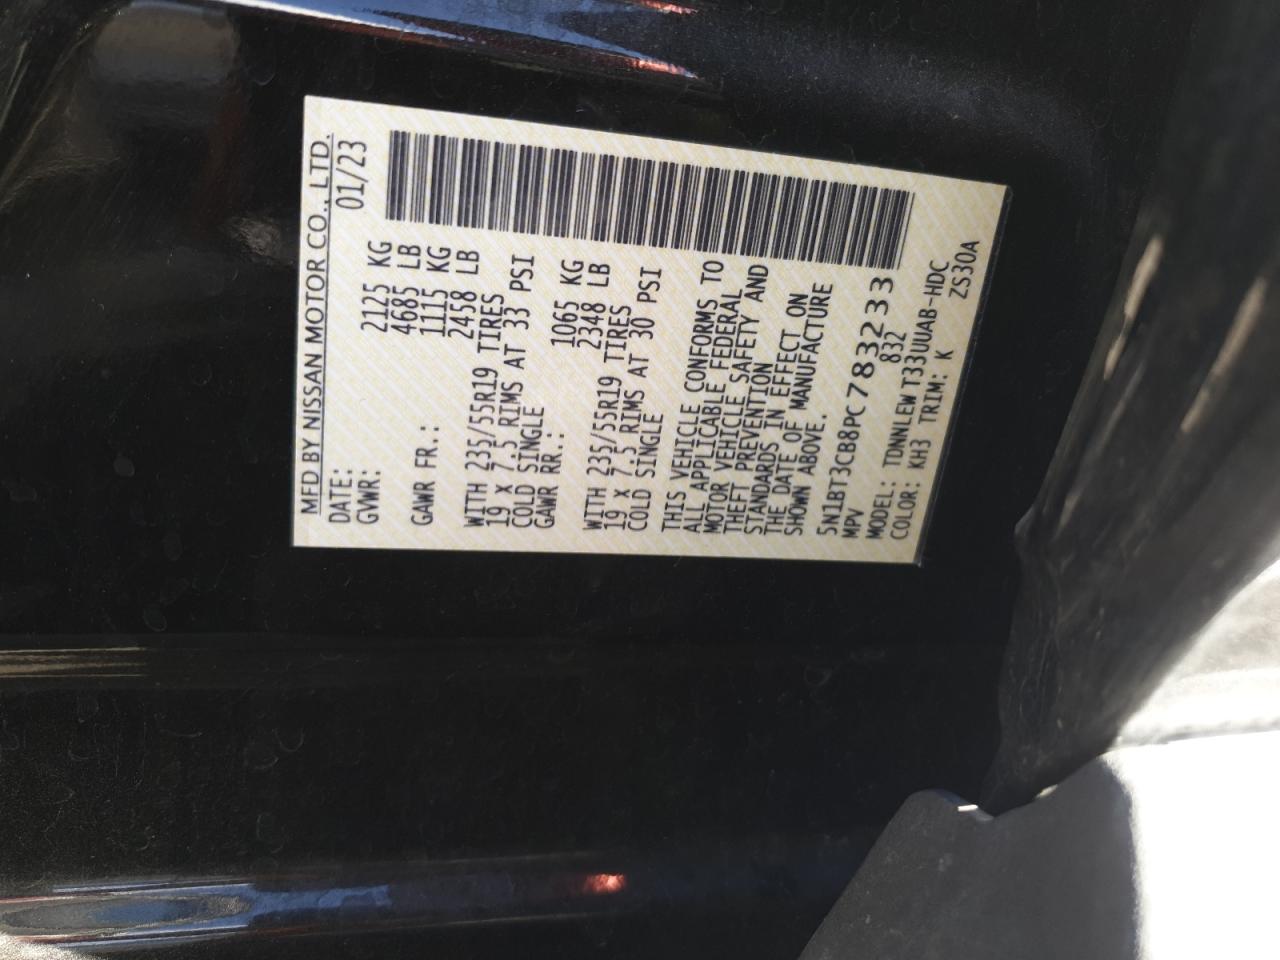 MFD BY NISSAN MOTOR CO., LTD.
DATE: 01/23
GVWR: 2125 KG
4685 LB
GAWR FR.: 1115 KG
2458 LB
WITH 235/55R19 TIRES
19 x 7.5 RIMS AT 33 PSI
COLD SINGLE
GAWR RR.: 1065 KG
2348 LB
WITH 235/55R19 TIRES
19 x 7.5 RIMS AT 30 PSI
COLD SINGLE
THIS VEHICLE CONFORMS TO
ALL APPLICABLE FEDERAL
MOTOR VEHICLE SAFETY AND
THEFT PREVENTION
STANDARDS IN EFFECT ON
THE DATE OF MANUFACTURE
SHOWN ABOVE.
5N1BT3CB8PC783233
MPV 832
MODEL: TDNNLEWT33UUAB-HDC
COLOR: KH3 TRIM: K ZS30A